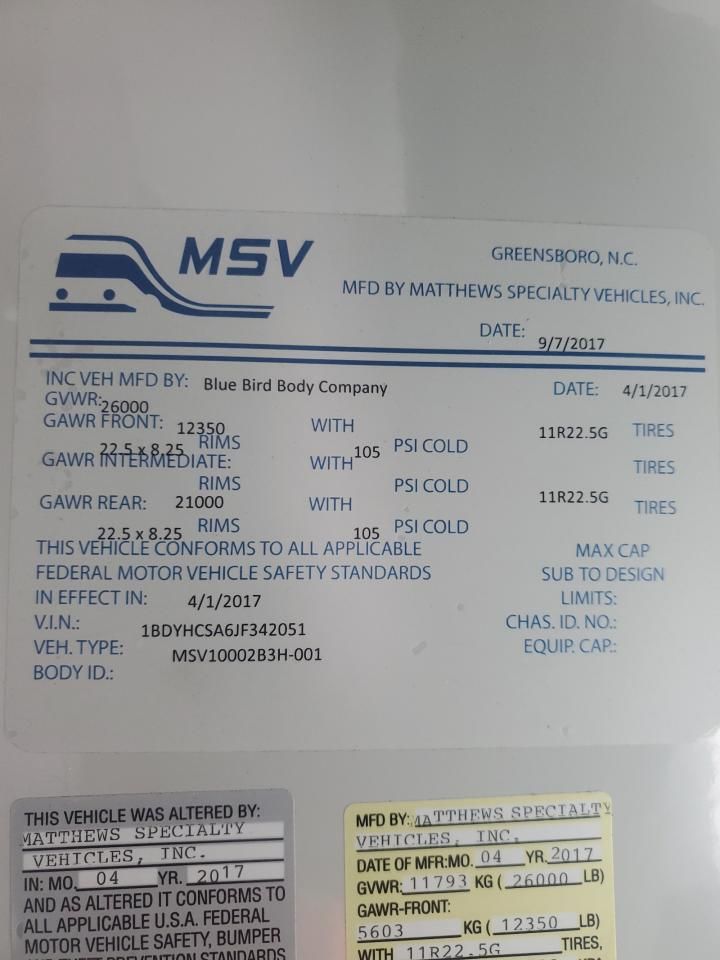 MSV
GREENSBORO, N.C.
MFD BY MATTHEWS SPECIALTY VEHICLES, INC.
DATE: 9/7/2017
INC VEH MFD BY: Blue Bird Body Company DATE: 4/1/2017
GVWR: 26000
GAWR FRONT: 12350 WITH 11R22.5G TIRES
22.5 x 8.25 RIMS 105 PSI COLD
GAWR INTERMEDIATE: WITH TIRES
RIMS PSI COLD
GAWR REAR: 21000 WITH 11R22.5G TIRES
22.5 x 8.25 RIMS 105 PSI COLD
THIS VEHICLE CONFORMS TO ALL APPLICABLE MAX CAP
FEDERAL MOTOR VEHICLE SAFETY STANDARDS SUB TO DESIGN
IN EFFECT IN: 4/1/2017 LIMITS:
V.I.N.: 1BDYHCSA6JF342051 CHAS. ID. NO.:
VEH. TYPE: MSV10002B3H-001 EQUIP. CAP.:
BODY ID.:
THIS VEHICLE WAS ALTERED BY:
MATTHEWS SPECIALTY
VEHICLES, INC.
IN: MO. 04 YR. 2017
AND AS ALTERED IT CONFORMS TO
ALL APPLICABLE U.S.A. FEDERAL
MOTOR VEHICLE SAFETY, BUMPER
AND THEFT PREVENTION STANDARDS
MFD BY: MATTHEWS SPECIALTY
VEHICLES, INC.
DATE OF MFR: MO. 04 YR. 2017
GVWR: 11793 KG ( 26000 LB)
GAWR-FRONT:
5603 KG ( 12350 LB)
WITH 11R22.5G TIRES,